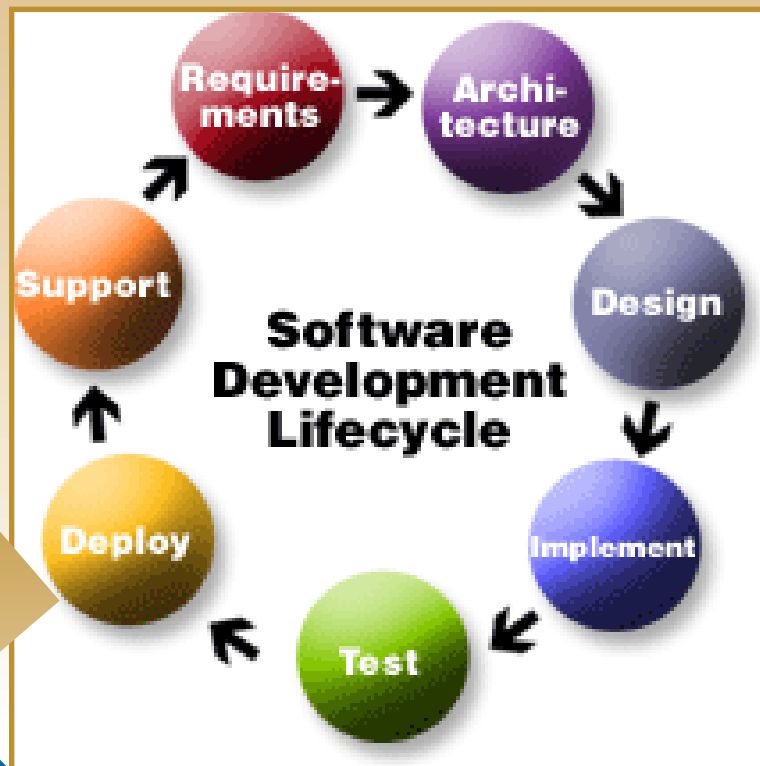 Require-
ments
Archi-
tecture
Support
Design
Software
Development
Lifecycle
Deploy
Implement
Test